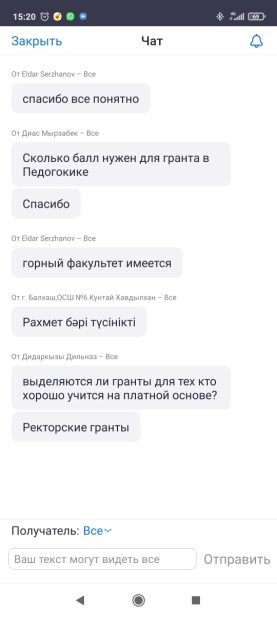 15:20
Закрыть
Чат
От Eldar Serzhanov – Все
спасибо все понятно
От Диас Мырзабек – Все
Сколько балл нужен для гранта в
Педогокике
Спасибо
От Eldar Serzhanov – Все
горный факультет имеется
От г. Балхаш,ОСШ №6 Кунтай Хавдылхан – Все
Рахмет бәрі түсінікті
От Дидаркызы Дильназ – Все
выделяются ли гранты для тех кто
хорошо учится на платной основе?
Ректорские гранты
Получатель: Все
Ваш текст могут видеть все
Отправить